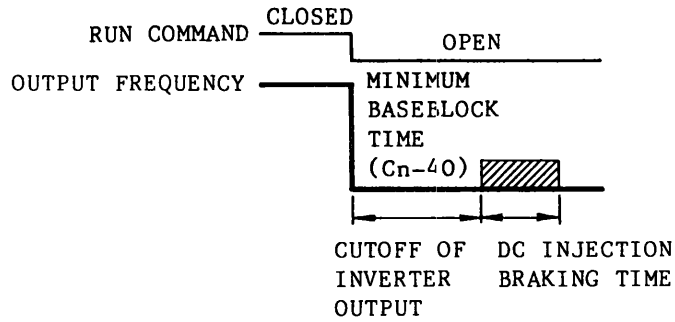 CLOSED
RUN COMMAND
OPEN
OUTPUT FREQUENCY
MINIMUM
BASEBLOCK
TIME
(Cn-40)
CUTOFF OF
INVERTER
OUTPUT
DC INJECTION
BRAKING TIME